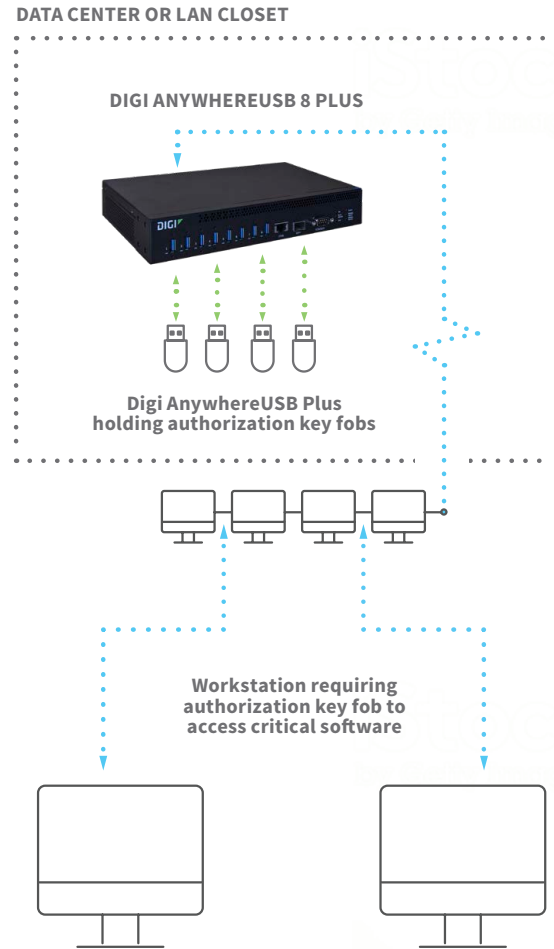 DATA CENTER OR LAN CLOSET
DIGI ANYWHEREUSB 8 PLUS
DIGI
Digi AnywhereUSB Plus
holding authorization key fobs
Workstation requiring
authorization key fob to
access critical software